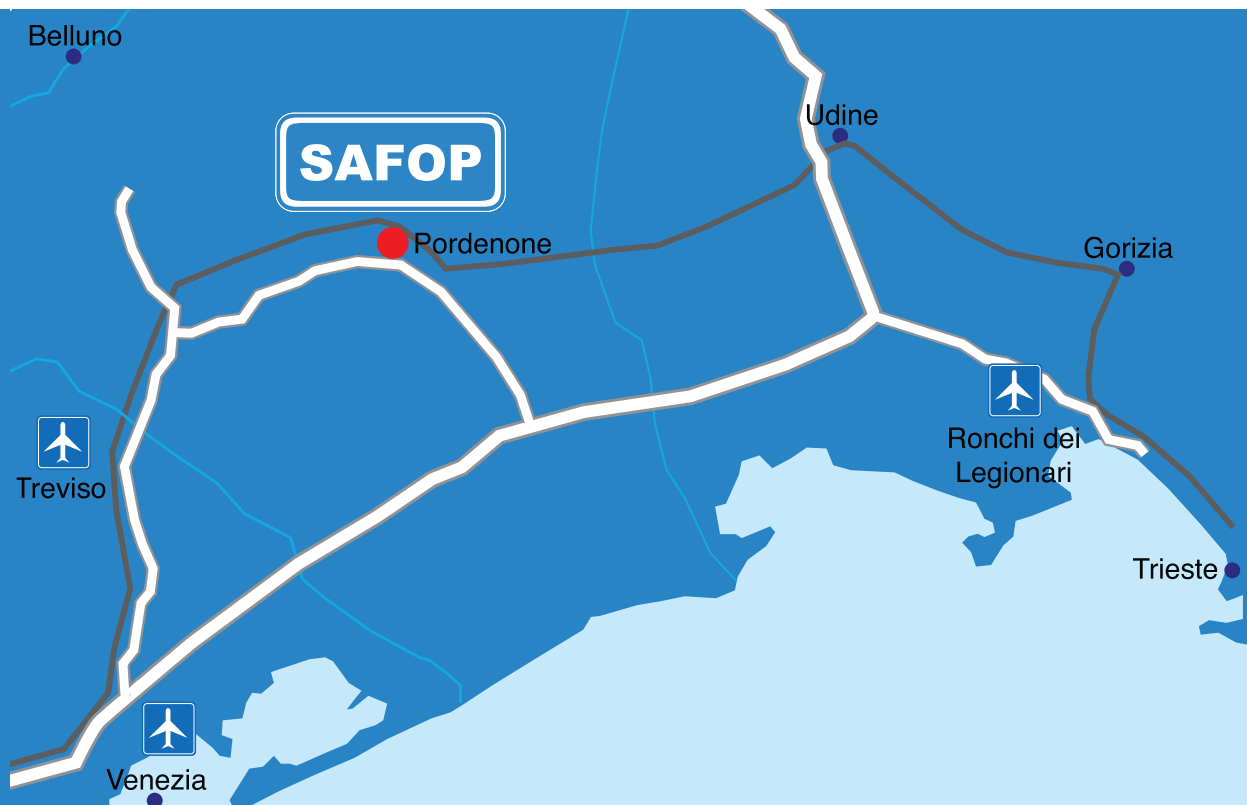 Belluno
Udine
SAFOP
Pordenone
Gorizia
Ronchi dei
Legionari
Treviso
Trieste
Venezia